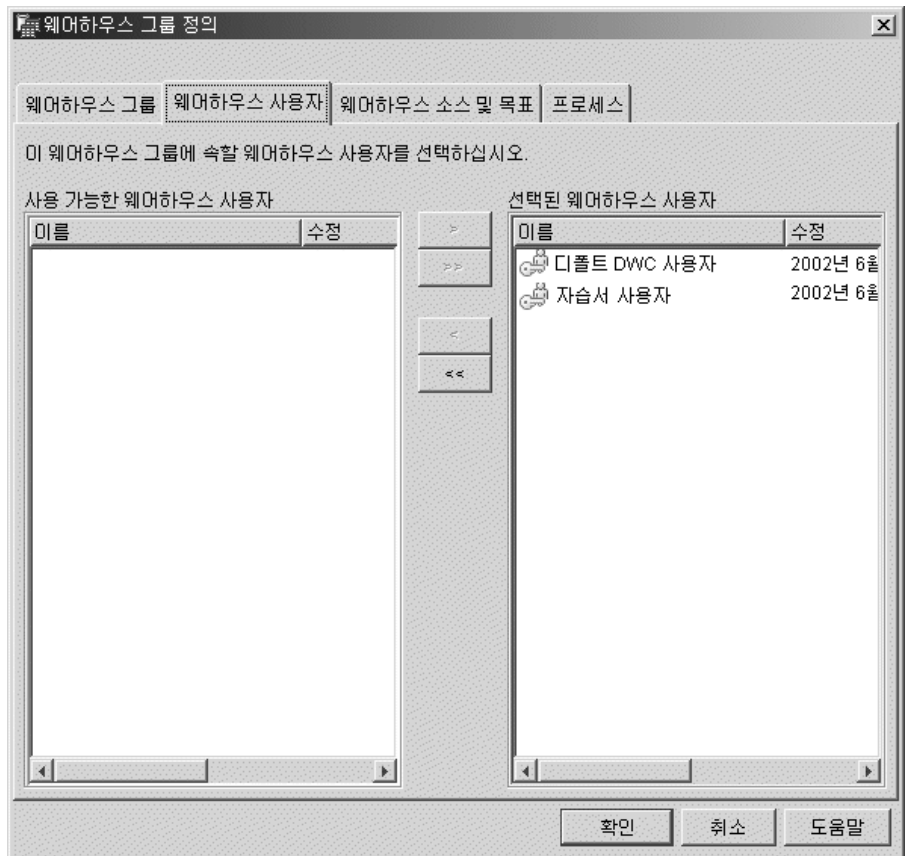 웨어하우스 그룹 정의
웨어하우스 그룹 웨어하우스 사용자 웨어하우스 소스 및 목표 프로세스
이 웨어하우스 그룹에 속할 웨어하우스 사용자를 선택하십시오.
사용 가능한 웨어하우스 사용자
이름 수정
>
>>
<
<<
선택된 웨어하우스 사용자
이름 수정
디폴트 DWC 사용자 2002년 6월
자습서 사용자 2002년 6월
확인 취소 도움말